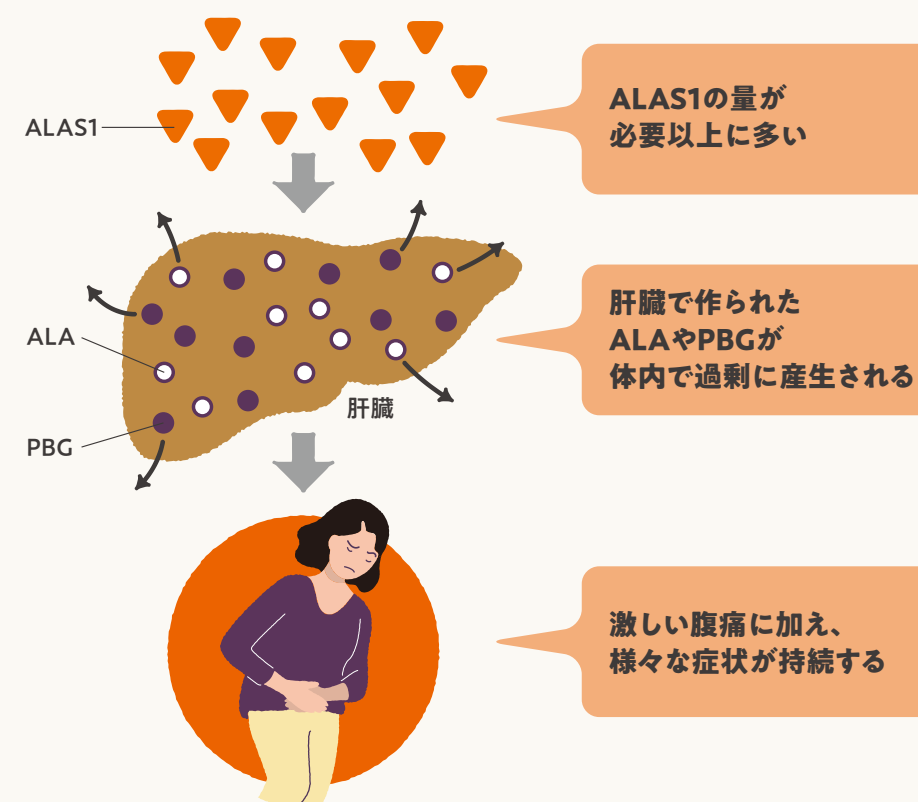 ALAS1
ALAS1の量が
必要以上に多い
肝臓で作られた
ALAやPBGが
体内で過剰に産生される
ALA
肝臓
PBG
激しい腹痛に加え、
様々な症状が持続する